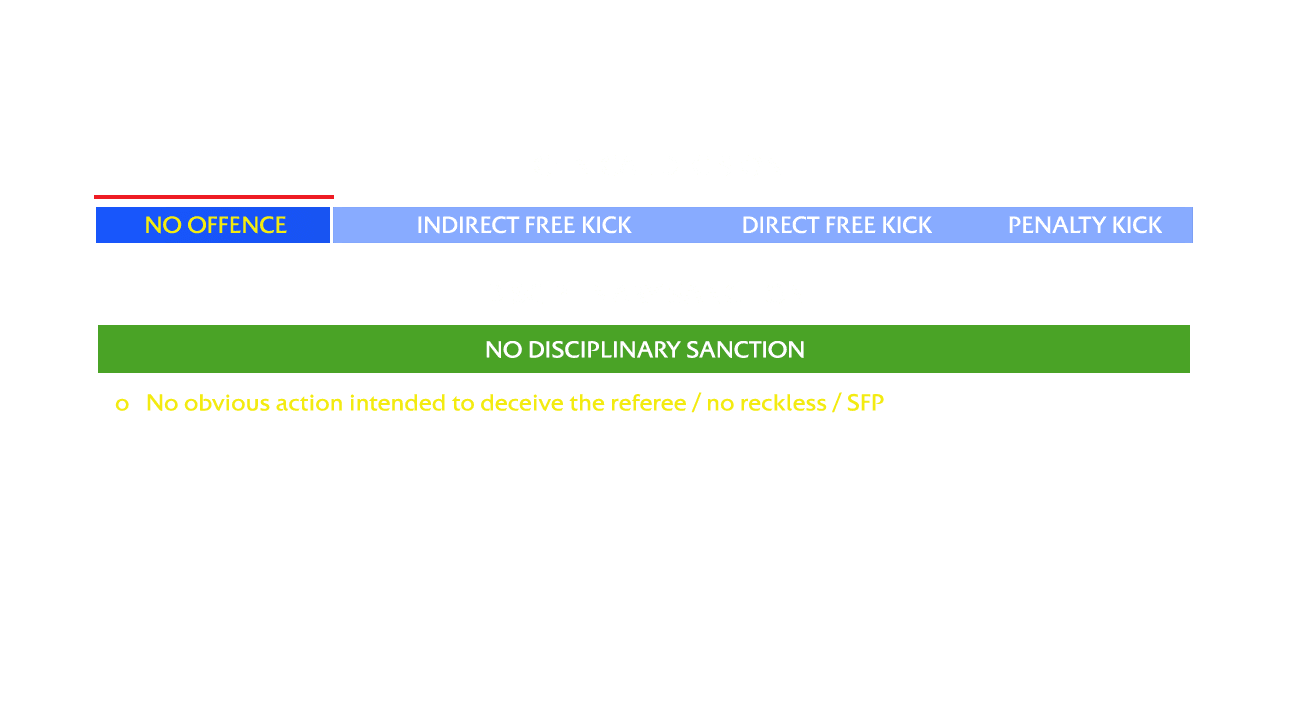 NO OFFENCE INDIRECT FREE KICK DIRECT FREE KICK PENALTY KICK
NO DISCIPLINARY SANCTION
o No obvious action intended to deceive the referee / no reckless / SFP